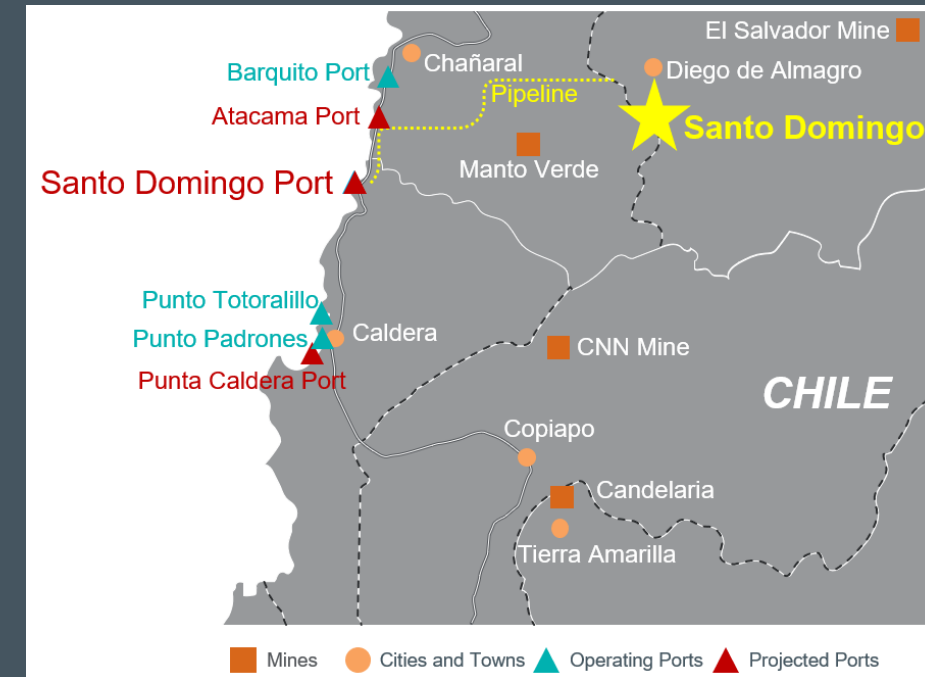 El Salvador Mine
Chañaral
Diego de Almagro
Barquito Port
Pipeline
Atacama Port
Santo Domingo
Manto Verde
Santo Domingo Port
Punto Totoralillo
Caldera
Punto Padrones
CNN Mine
Punta Caldera Port
CHILE
Copiapo
Candelaria
Tierra Amarilla
Mines Cities and Towns Operating Ports Projected Ports